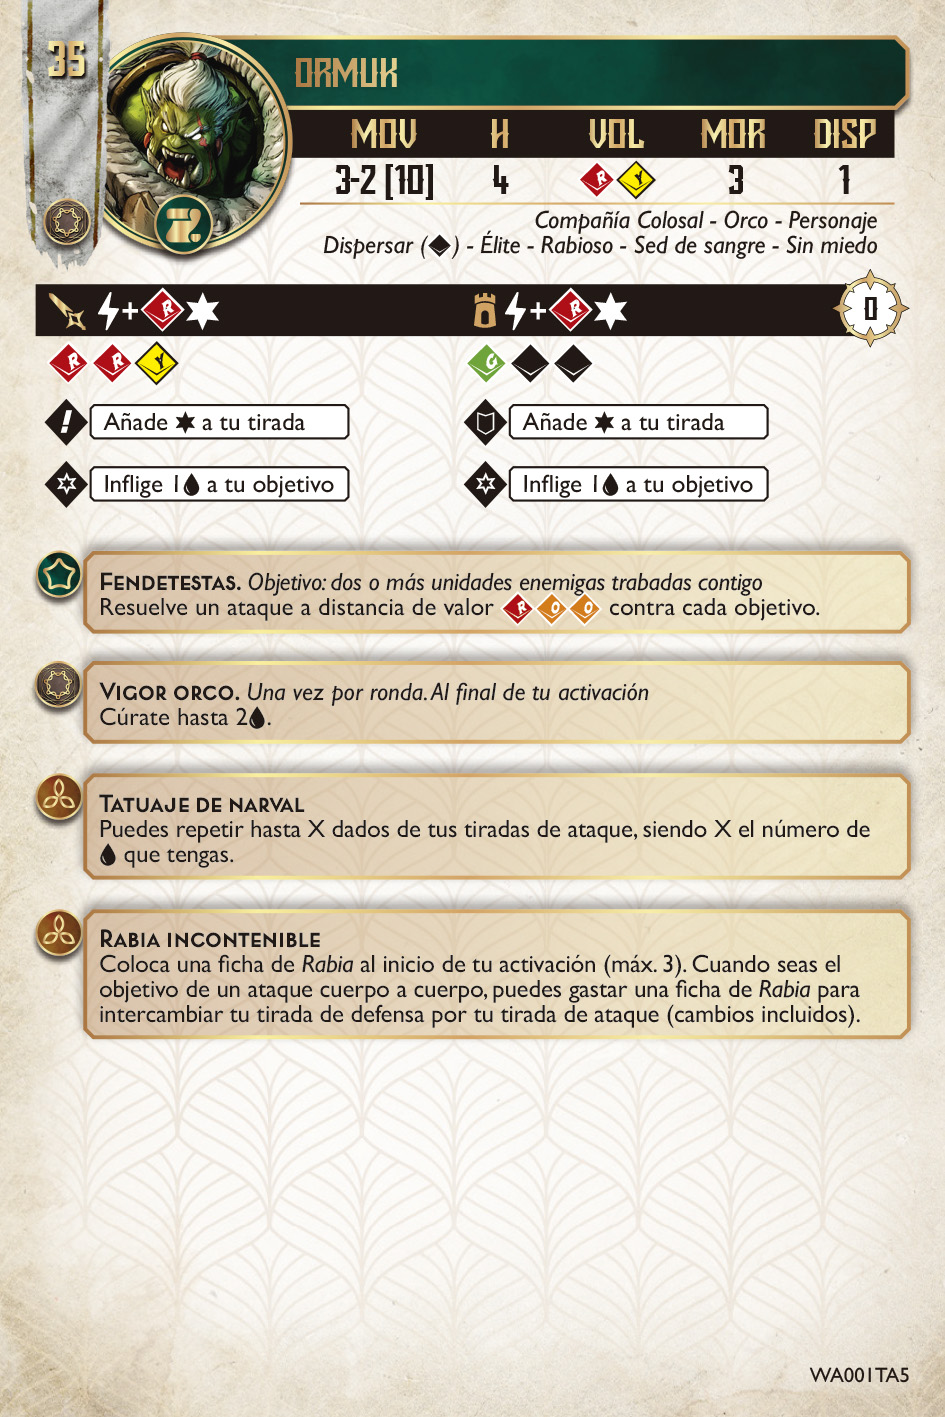 35
ORMUK
MOV H VOL MOR DISP
3-2 [10] 4 R Y 3 1
Compañía Colosal - Orco - Personaje
Dispersar (◆) - Élite - Rabioso - Sed de sangre - Sin miedo
+ R + R 0
R R Y G
! Añade ✶ a tu tirada Añade ✶ a tu tirada
Inflige 1 a tu objetivo Inflige 1 a tu objetivo
FENDETESTAS. Objetivo: dos o más unidades enemigas trabadas contigo
Resuelve un ataque a distancia de valor R O O contra cada objetivo.
VIGOR ORCO. Una vez por ronda. Al final de tu activación
Cúrate hasta 2.
TATUAJE DE NARVAL
Puedes repetir hasta X dados de tus tiradas de ataque, siendo X el número de
que tengas.
RABIA INCONTENIBLE
Coloca una ficha de Rabia al inicio de tu activación (máx. 3). Cuando seas el
objetivo de un ataque cuerpo a cuerpo, puedes gastar una ficha de Rabia para
intercambiar tu tirada de defensa por tu tirada de ataque (cambios incluidos).
WA001TA5